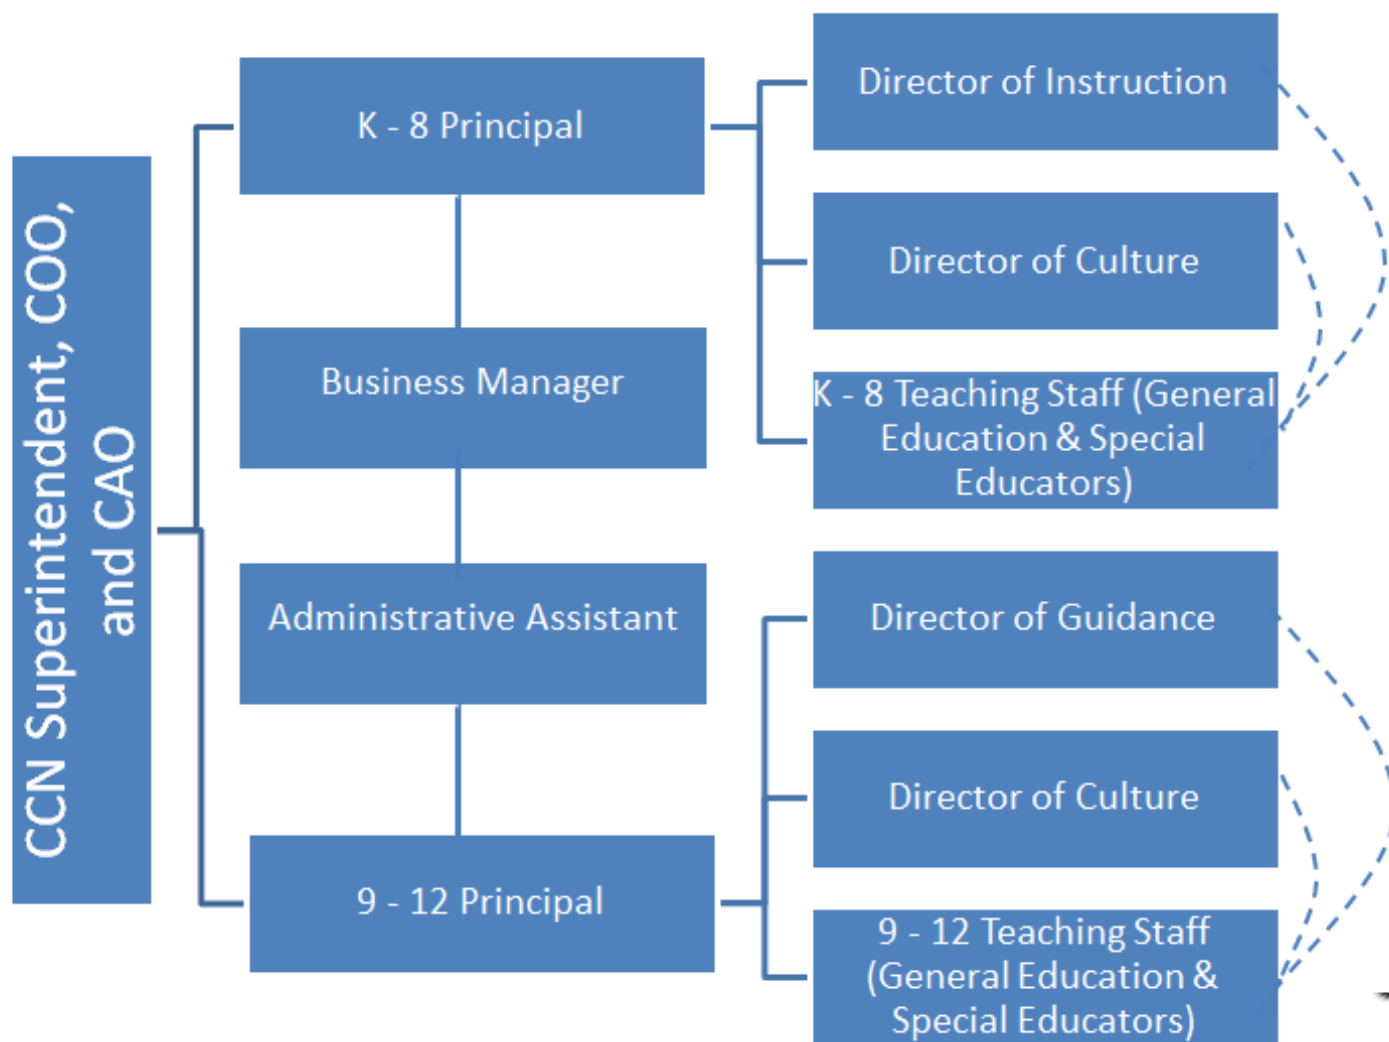 CCN Superintendent, COO,
and CAO
K - 8 Principal
Business Manager
Administrative Assistant
9 - 12 Principal
Director of Instruction
Director of Culture
K - 8 Teaching Staff (General
Education & Special
Educators)
Director of Guidance
Director of Culture
9 - 12 Teaching Staff
(General Education &
Special Educators)